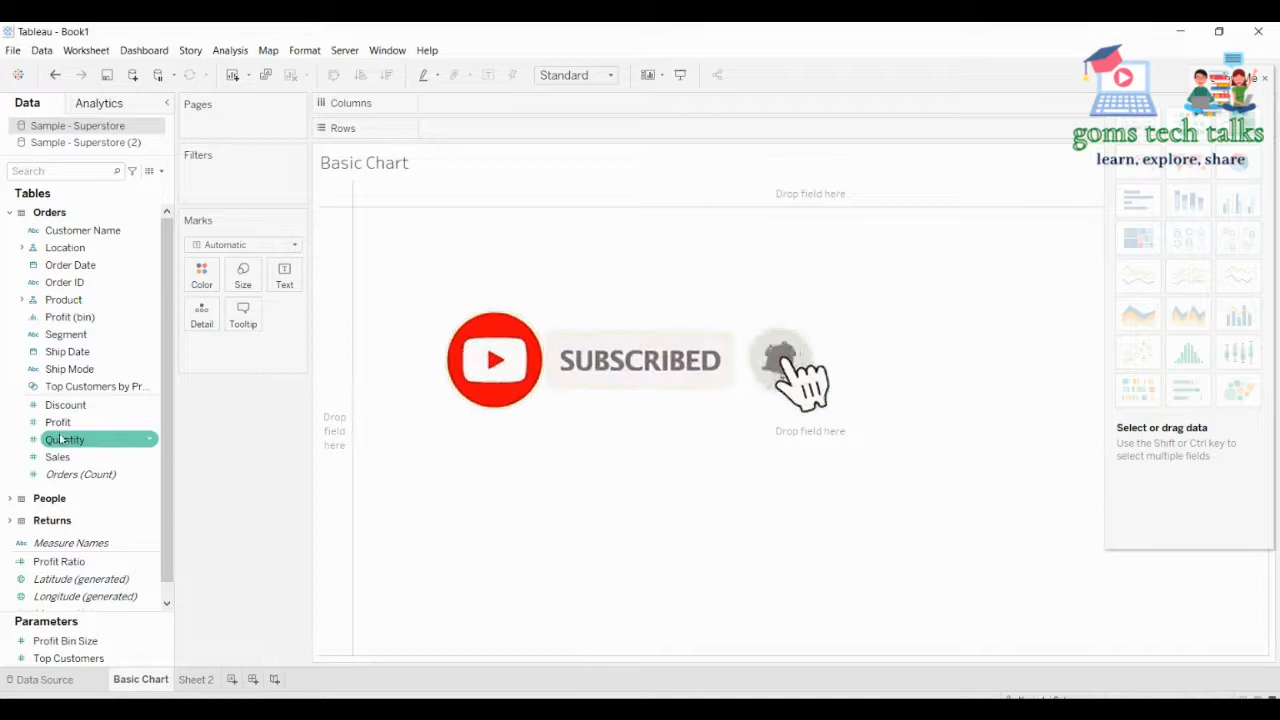 Tableau - Book1
File Data Worksheet Dashboard Story Analysis Map Format Server Window Help
Standard
goms tech talks
learn, explore, share
Data Analytics
Sample - Superstore
Sample - Superstore (2)
Search
Tables
Orders
Abc Customer Name
Location
Order Date
Abc Order ID
Product
Profit (bin)
Abc Segment
Ship Date
Abc Ship Mode
Top Customers by Pr...
# Discount
# Profit
# Quantity
# Sales
# Orders (Count)
People
Returns
Abc Measure Names
Profit Ratio
Latitude (generated)
Longitude (generated)
Parameters
# Profit Bin Size
# Top Customers
Pages
Filters
Marks
Automatic
Color Size Text
Detail Tooltip
Columns
Rows
Basic Chart
Drop field here
SUBSCRIBED
Drop
field
here
Drop field here
Select or drag data
Use the Shift or Ctrl key to
select multiple fields
Data Source Basic Chart Sheet 2